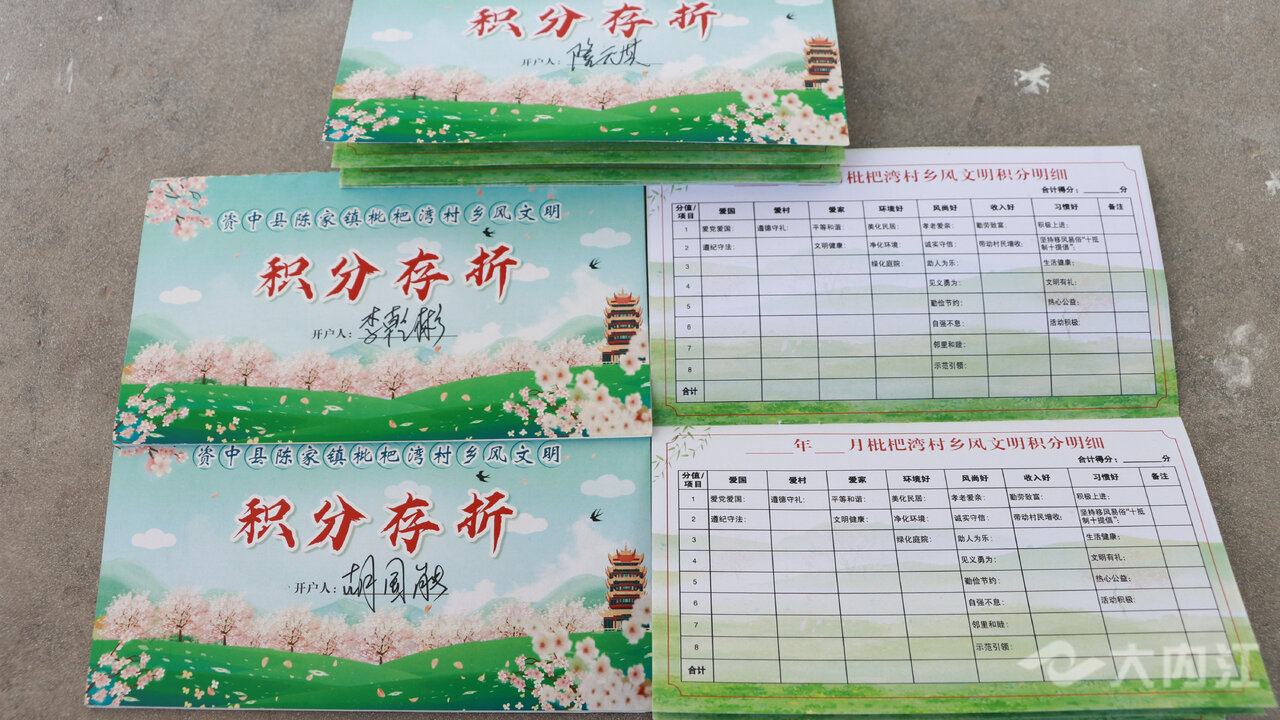 积分存折
开户人：隆元英
资中县陈家镇枇杷湾村乡风文明
积分存折
开户人：李乾彬
枇杷湾村乡风文明积分明细
合计得分：______分
分值/项目 爱国 爱村 爱家 环境好 风尚好 收入好 习惯好 备注
1 爱党爱国： 遵德守礼： 平等和谐： 美化民居： 孝老爱亲： 勤劳致富： 积极上进：
2 遵纪守法： 文明健康： 净化环境： 诚实守信： 带动村民增收： 坚持移风易俗“十抵制十提倡”：
3 绿化庭院： 助人为乐： 生活健康：
4 见义勇为： 文明有礼：
5 勤俭节约： 热心公益：
6 自强不息： 活动积极：
7 邻里和睦：
8 示范引领：
合计
资中县陈家镇枇杷湾村乡风文明
积分存折
开户人：胡国能
____年___月枇杷湾村乡风文明积分明细
合计得分：______分
分值/项目 爱国 爱村 爱家 环境好 风尚好 收入好 习惯好 备注
1 爱党爱国： 遵德守礼： 平等和谐： 美化民居： 孝老爱亲： 勤劳致富： 积极上进：
2 遵纪守法： 文明健康： 净化环境： 诚实守信： 带动村民增收： 坚持移风易俗“十抵制十提倡”：
3 绿化庭院： 助人为乐： 生活健康：
4 见义勇为： 文明有礼：
5 勤俭节约： 热心公益：
6 自强不息： 活动积极：
7 邻里和睦：
8 示范引领：
合计
大内江